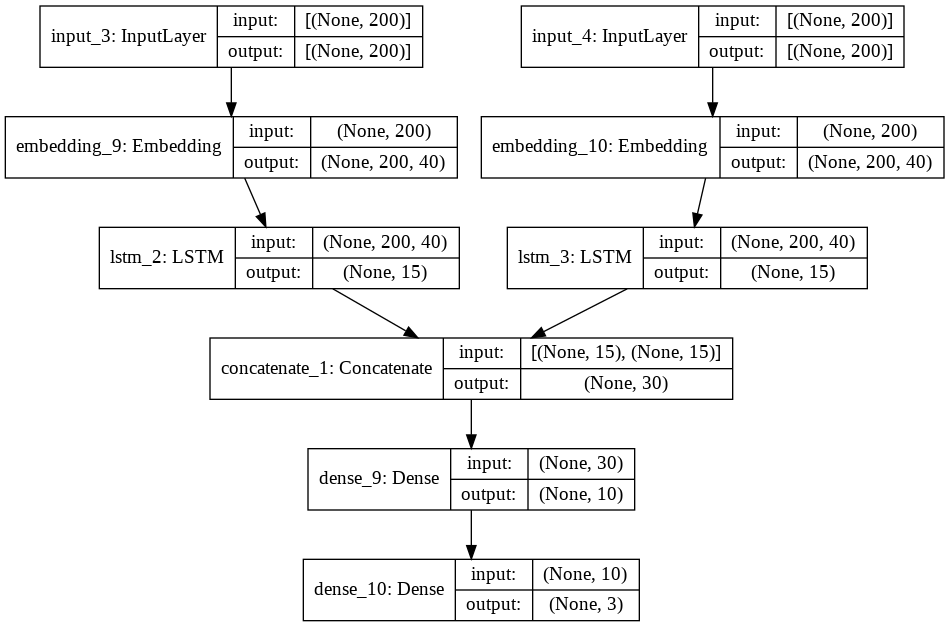 input_3: InputLayer input: [(None, 200)]
output: [(None, 200)]
input_4: InputLayer input: [(None, 200)]
output: [(None, 200)]
embedding_9: Embedding input: (None, 200)
output: (None, 200, 40)
embedding_10: Embedding input: (None, 200)
output: (None, 200, 40)
lstm_2: LSTM input: (None, 200, 40)
output: (None, 15)
lstm_3: LSTM input: (None, 200, 40)
output: (None, 15)
concatenate_1: Concatenate input: [(None, 15), (None, 15)]
output: (None, 30)
dense_9: Dense input: (None, 30)
output: (None, 10)
dense_10: Dense input: (None, 10)
output: (None, 3)